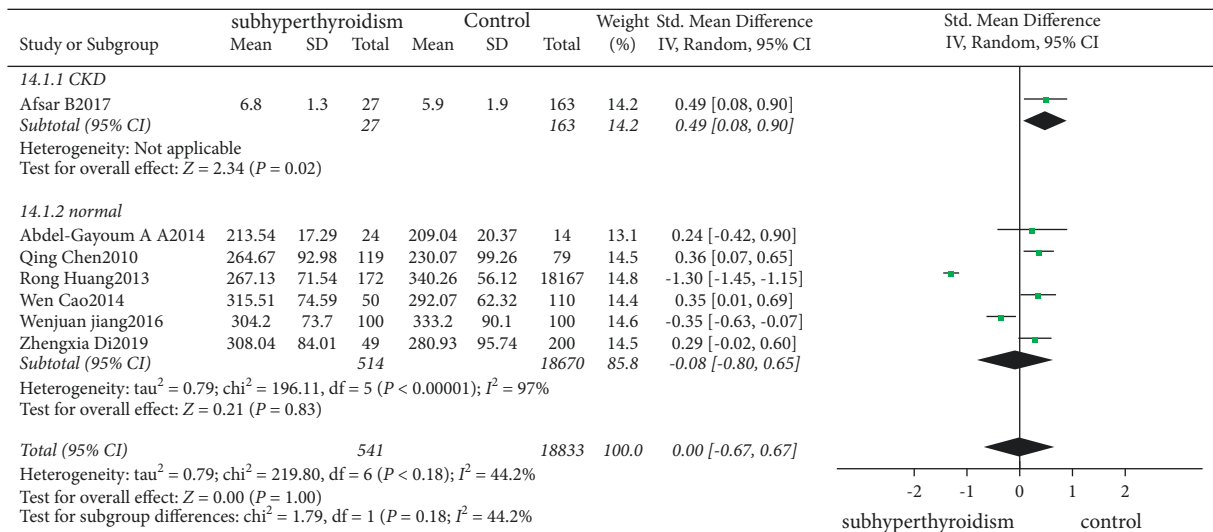 subhyperthyroidism Control Weight Std. Mean Difference Std. Mean Difference
Study or Subgroup Mean SD Total Mean SD Total (%) IV, Random, 95% CI IV, Random, 95% CI
14.1.1 CKD
Afsar B2017 6.8 1.3 27 5.9 1.9 163 14.2 0.49 [0.08, 0.90]
Subtotal (95% CI) 27 163 14.2 0.49 [0.08, 0.90]
Heterogeneity: Not applicable
Test for overall effect: Z = 2.34 (P = 0.02)
14.1.2 normal
Abdel-Gayoum A A2014 213.54 17.29 24 209.04 20.37 14 13.1 0.24 [-0.42, 0.90]
Qing Chen2010 264.67 92.98 119 230.07 99.26 79 14.5 0.36 [0.07, 0.65]
Rong Huang2013 267.13 71.54 172 340.26 56.12 18167 14.8 -1.30 [-1.45, -1.15]
Wen Cao2014 315.51 74.59 50 292.07 62.32 110 14.4 0.35 [0.01, 0.69]
Wenjuan jiang2016 304.2 73.7 100 333.2 90.1 100 14.6 -0.35 [-0.63, -0.07]
Zhengxia Di2019 308.04 84.01 49 280.93 95.74 200 14.5 0.29 [-0.02, 0.60]
Subtotal (95% CI) 514 18670 85.8 -0.08 [-0.80, 0.65]
Heterogeneity: tau² = 0.79; chi² = 196.11, df = 5 (P < 0.00001); I² = 97%
Test for overall effect: Z = 0.21 (P = 0.83)
Total (95% CI) 541 18833 100.0 0.00 [-0.67, 0.67]
Heterogeneity: tau² = 0.79; chi² = 219.80, df = 6 (P < 0.18); I² = 44.2%
Test for overall effect: Z = 0.00 (P = 1.00)
Test for subgroup differences: chi² = 1.79, df = 1 (P = 0.18; I² = 44.2%
-2 -1 0 1 2
subhyperthyroidism control